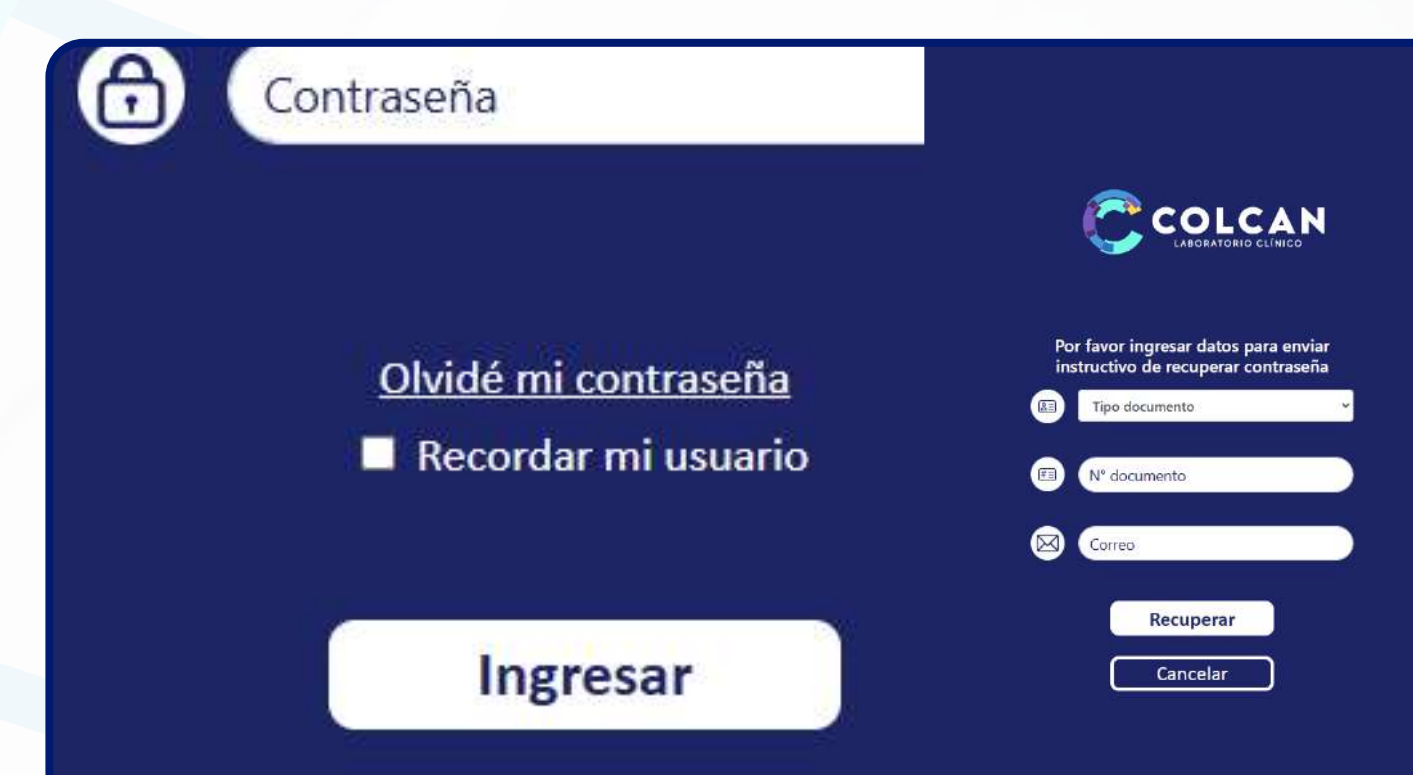 Contraseña
Olvidé mi contraseña
Recordar mi usuario
Ingresar
COLCAN
LABORATORIO CLÍNICO
Por favor ingresar datos para enviar
instructivo de recuperar contraseña
Tipo documento
N° documento
Correo
Recuperar
Cancelar